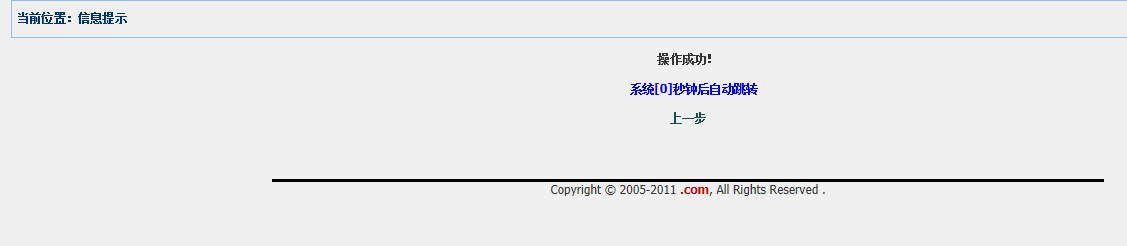 当前位置：信息提示
操作成功!
系统[0]秒钟后自动跳转
上一步
Copyright © 2005-2011 .com, All Rights Reserved .